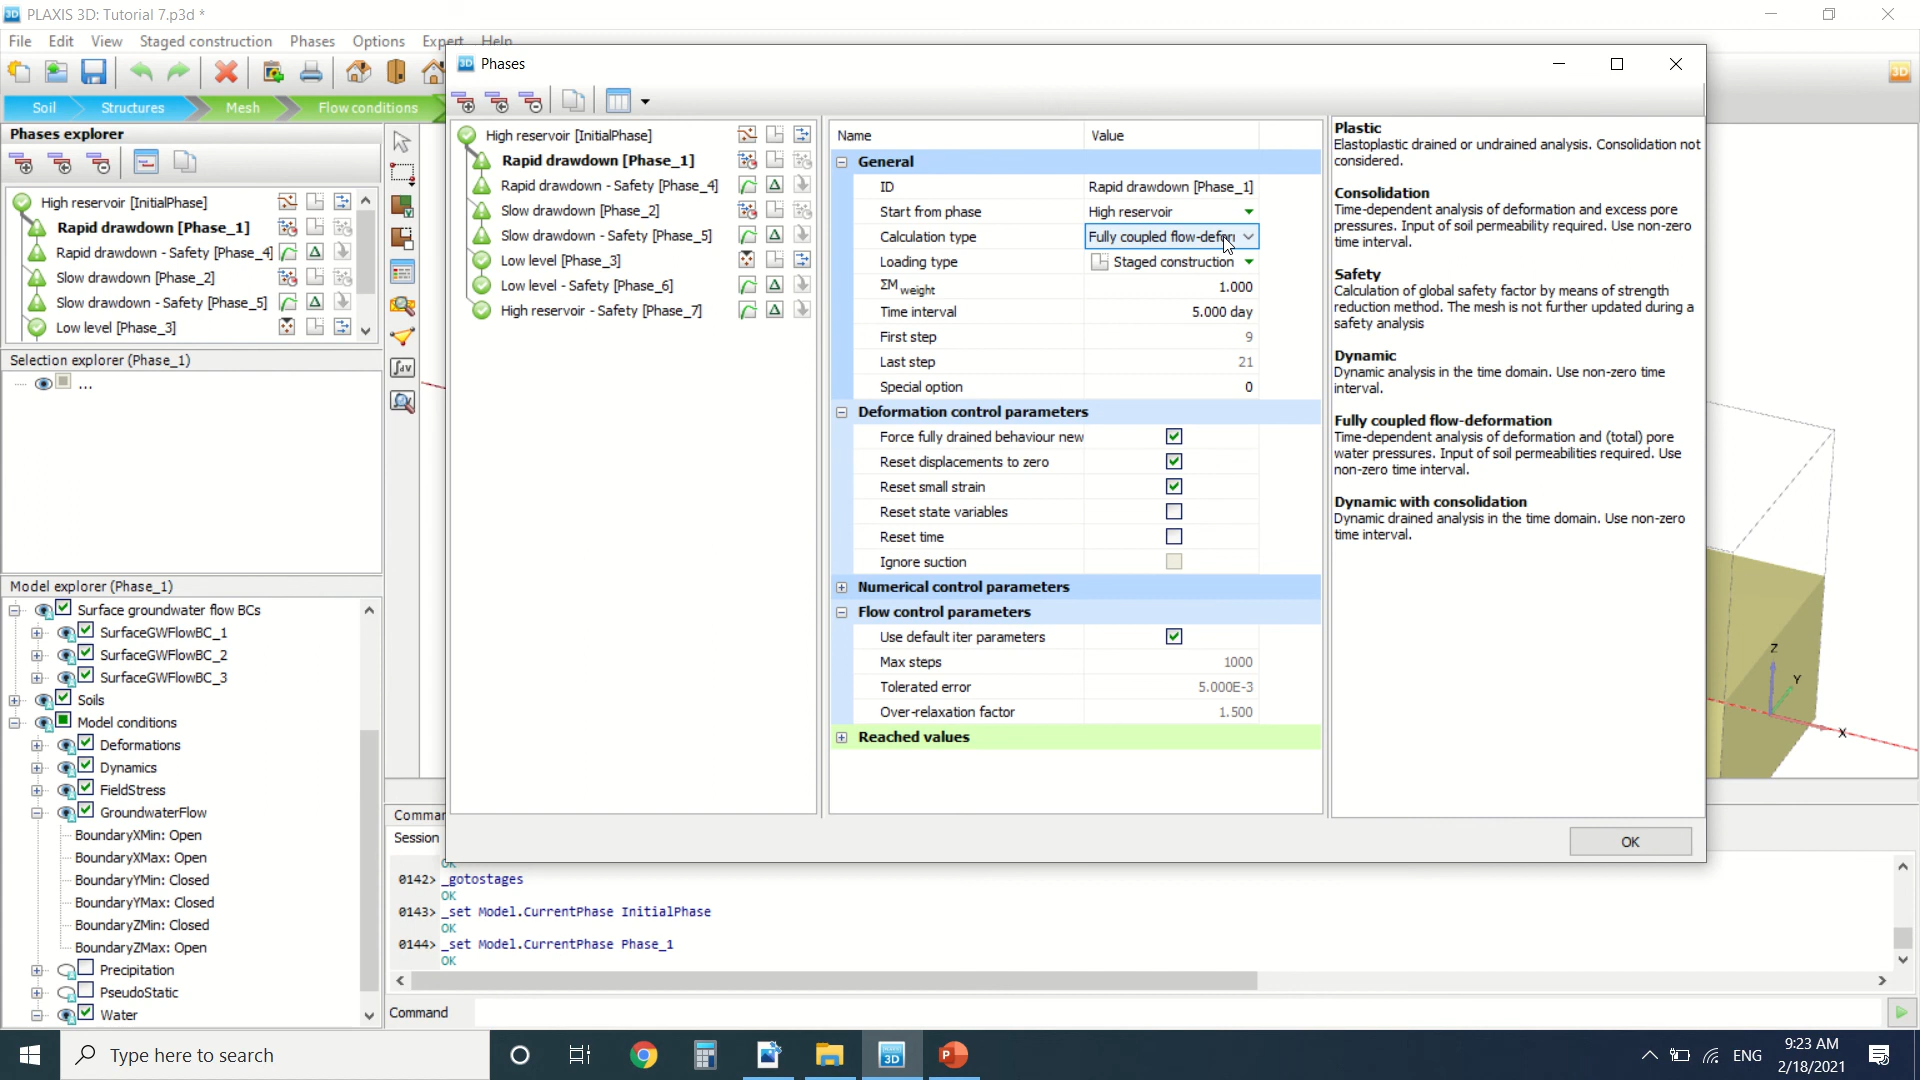 PLAXIS 3D: Tutorial 7.p3d *
File Edit View Staged construction Phases Options Expert Help
Soil Structures Mesh Flow conditions
Phases explorer
High reservoir [InitialPhase]
Rapid drawdown [Phase_1]
Rapid drawdown - Safety [Phase_4]
Slow drawdown [Phase_2]
Slow drawdown - Safety [Phase_5]
Low level [Phase_3]
Selection explorer (Phase_1)
...
Model explorer (Phase_1)
Surface groundwater flow BCs
SurfaceGWFlowBC_1
SurfaceGWFlowBC_2
SurfaceGWFlowBC_3
Soils
Model conditions
Deformations
Dynamics
FieldStress
GroundwaterFlow
BoundaryXMin: Open
BoundaryXMax: Open
BoundaryYMin: Closed
BoundaryYMax: Closed
BoundaryZMin: Closed
BoundaryZMax: Open
Precipitation
PseudoStatic
Water
Phases
High reservoir [InitialPhase]
Rapid drawdown [Phase_1]
Rapid drawdown - Safety [Phase_4]
Slow drawdown [Phase_2]
Slow drawdown - Safety [Phase_5]
Low level [Phase_3]
Low level - Safety [Phase_6]
High reservoir - Safety [Phase_7]
Name Value
General
ID Rapid drawdown [Phase_1]
Start from phase High reservoir
Calculation type Fully coupled flow-deforr
Loading type Staged construction
ΣM weight 1.000
Time interval 5.000 day
First step 9
Last step 21
Special option 0
Deformation control parameters
Force fully drained behaviour new
Reset displacements to zero
Reset small strain
Reset state variables
Reset time
Ignore suction
Numerical control parameters
Flow control parameters
Use default iter parameters
Max steps 1000
Tolerated error 5.000E-3
Over-relaxation factor 1.500
Reached values
Plastic
Elastoplastic drained or undrained analysis. Consolidation not
considered.
Consolidation
Time-dependent analysis of deformation and excess pore
pressures. Input of soil permeability required. Use non-zero
time interval.
Safety
Calculation of global safety factor by means of strength
reduction method. The mesh is not further updated during a
safety analysis
Dynamic
Dynamic analysis in the time domain. Use non-zero time
interval.
Fully coupled flow-deformation
Time-dependent analysis of deformation and (total) pore
water pressures. Input of soil permeabilities required. Use
non-zero time interval.
Dynamic with consolidation
Dynamic drained analysis in the time domain. Use non-zero
time interval.
OK
Z
Y
X
Commar
Session
OK
0142> _gotostages
OK
0143> _set Model.CurrentPhase InitialPhase
OK
0144> _set Model.CurrentPhase Phase_1
OK
Command
Type here to search
ENG
9:23 AM
2/18/2021